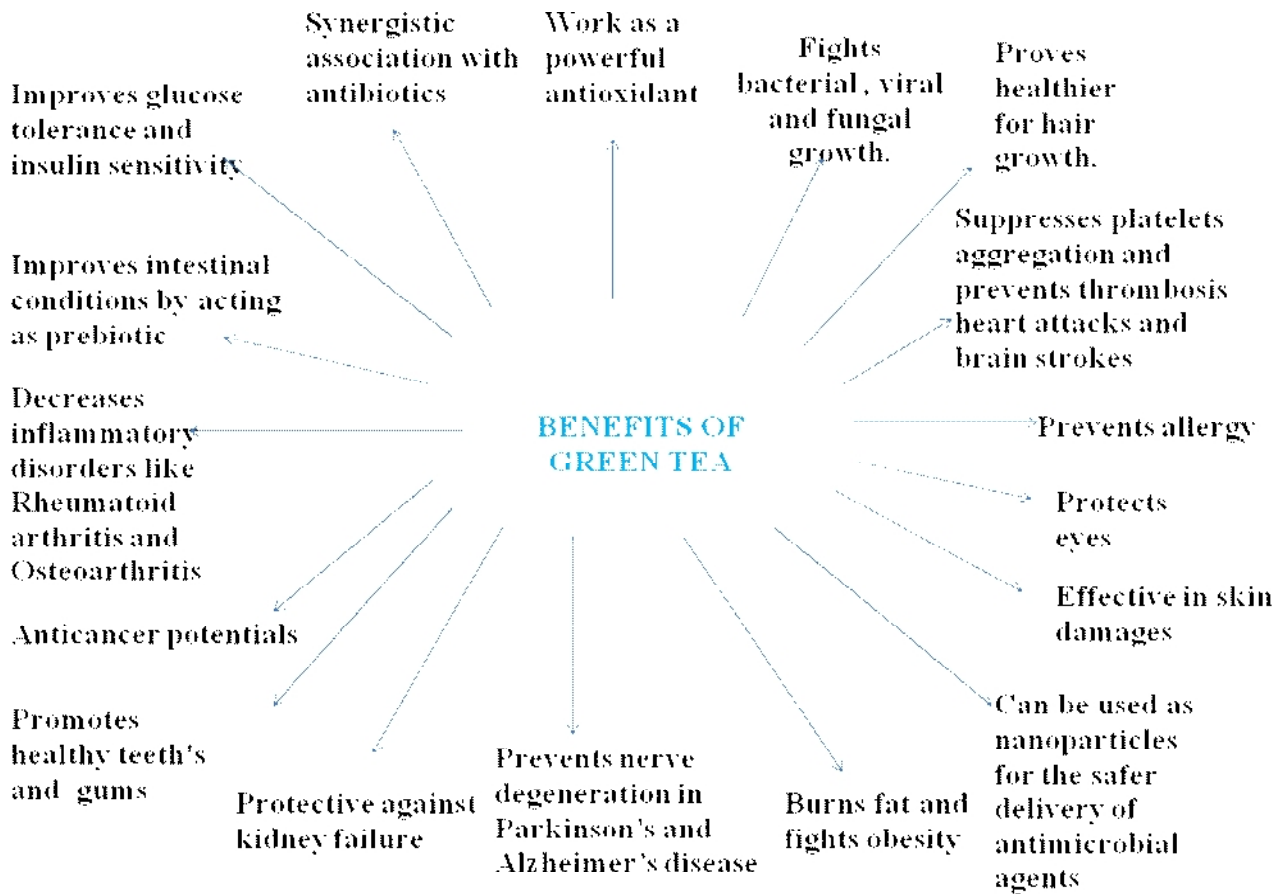 Synergistic
association with
antibiotics
Work as a
powerful
antioxidant
Fights
bacterial , viral
and fungal
growth.
Proves
healthier
for hair
growth.
Improves glucose
tolerance and
insulin sensitivity
Suppresses platelets
aggregation and
prevents thrombosis
heart attacks and
brain strokes
Improves intestinal
conditions by acting
as prebiotic
Decreases
inflammatory
disorders like
Rheumatoid
arthritis and
Osteoarthritis
BENEFITS OF
GREEN TEA
Prevents allergy
Protects
eyes
Effective in skin
damages
Anticancer potentials
Promotes
healthy teeth's
and gums
Protective against
kidney failure
Prevents nerve
degeneration in
Parkinson's and
Alzheimer's disease
Burns fat and
fights obesity
Can be used as
nanoparticles
for the safer
delivery of
antimicrobial
agents